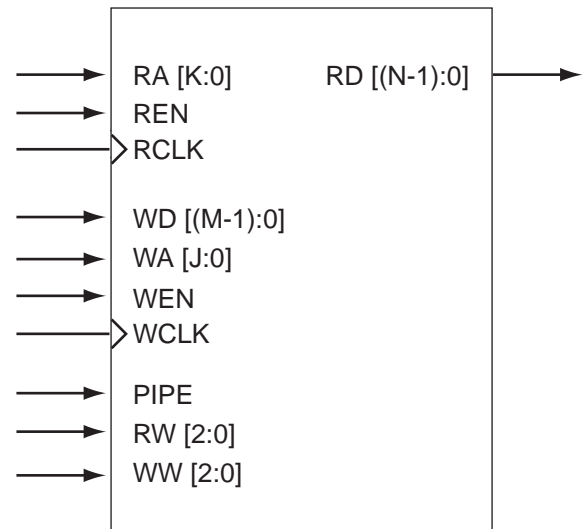 RA [K:0] RD [(N-1):0]
REN
RCLK
WD [(M-1):0]
WA [J:0]
WEN
WCLK
PIPE
RW [2:0]
WW [2:0]